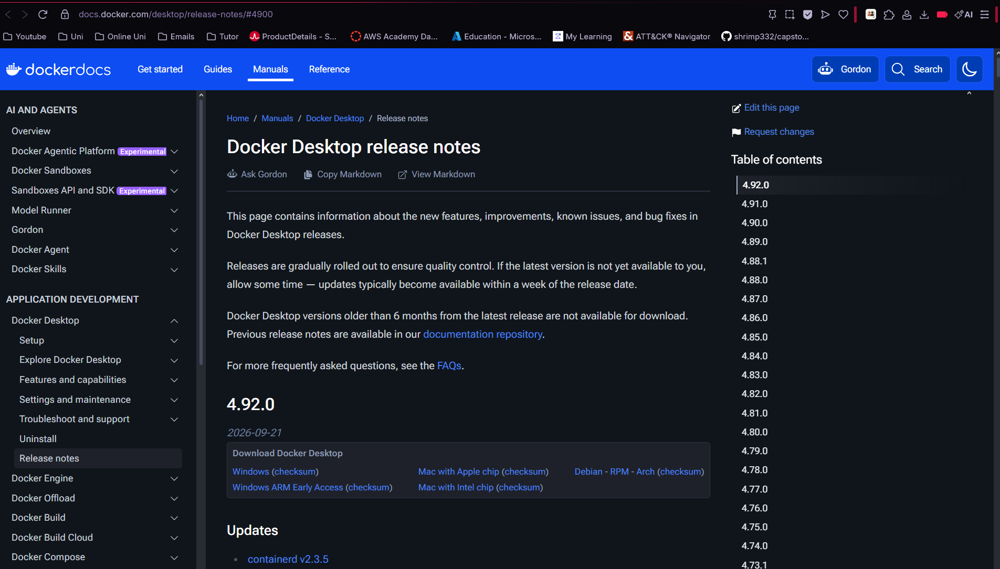 docs.docker.com/desktop/release-notes/#4900
AI
Youtube
Uni
Online Uni
Emails
Tutor
ProductDetails - S...
AWS Academy Da...
Education - Micros...
My Learning
ATT&CK® Navigator
shrimp332/capsto...
dockerdocs
Get started
Guides
Manuals
Reference
Gordon
Search
AI AND AGENTS
Overview
Docker Agentic Platform Experimental
Docker Sandboxes
Sandboxes API and SDK Experimental
Model Runner
Gordon
Docker Agent
Docker Skills
APPLICATION DEVELOPMENT
Docker Desktop
Setup
Explore Docker Desktop
Features and capabilities
Settings and maintenance
Troubleshoot and support
Uninstall
Release notes
Docker Engine
Docker Offload
Docker Build
Docker Build Cloud
Docker Compose
Home / Manuals / Docker Desktop / Release notes
Docker Desktop release notes
Ask Gordon
Copy Markdown
View Markdown
This page contains information about the new features, improvements, known issues, and bug fixes in
Docker Desktop releases.
Releases are gradually rolled out to ensure quality control. If the latest version is not yet available to you,
allow some time — updates typically become available within a week of the release date.
Docker Desktop versions older than 6 months from the latest release are not available for download.
Previous release notes are available in our documentation repository.
For more frequently asked questions, see the FAQs.
4.92.0
2026-09-21
Download Docker Desktop
Windows (checksum)
Mac with Apple chip (checksum)
Debian - RPM - Arch (checksum)
Windows ARM Early Access (checksum)
Mac with Intel chip (checksum)
Updates
containerd v2.3.5
Edit this page
Request changes
Table of contents
4.92.0
4.91.0
4.90.0
4.89.0
4.88.1
4.88.0
4.87.0
4.86.0
4.85.0
4.84.0
4.83.0
4.82.0
4.81.0
4.80.0
4.79.0
4.78.0
4.77.0
4.76.0
4.75.0
4.74.0
4.73.1